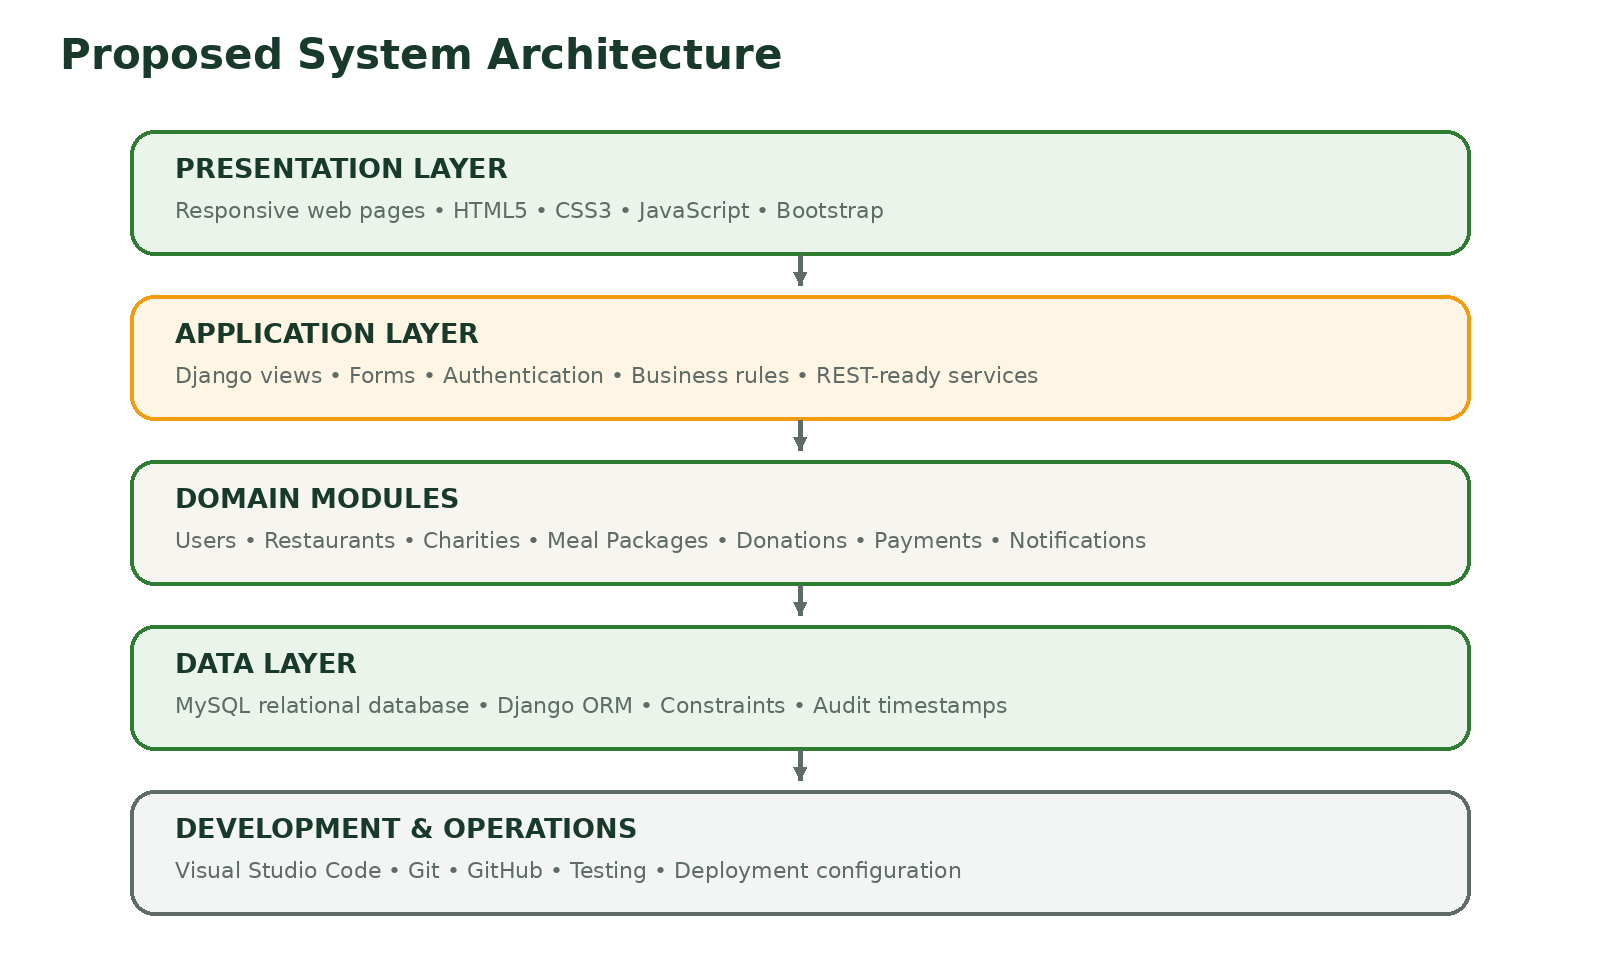 Proposed System Architecture
PRESENTATION LAYER
Responsive web pages • HTML5 • CSS3 • JavaScript • Bootstrap
APPLICATION LAYER
Django views • Forms • Authentication • Business rules • REST-ready services
DOMAIN MODULES
Users • Restaurants • Charities • Meal Packages • Donations • Payments • Notifications
DATA LAYER
MySQL relational database • Django ORM • Constraints • Audit timestamps
DEVELOPMENT & OPERATIONS
Visual Studio Code • Git • GitHub • Testing • Deployment configuration